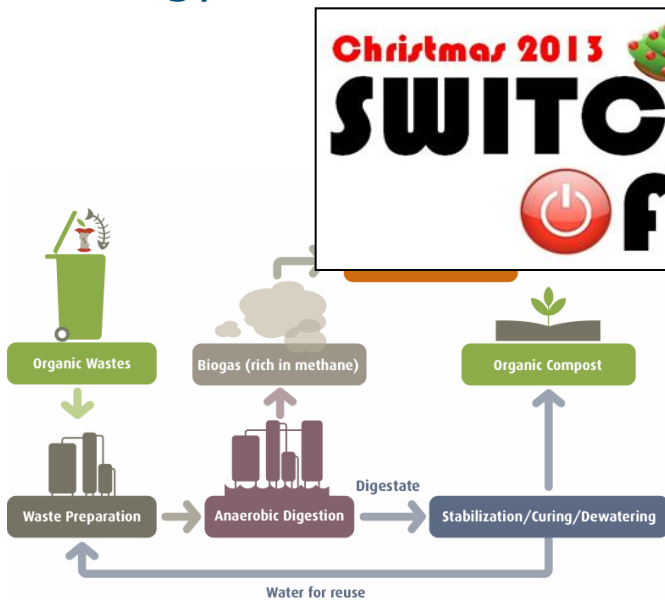 Christmas 2013
SWITC
Organic Wastes
Biogas (rich in methane)
Organic Compost
Waste Preparation
Anaerobic Digestion
Digestate
Stabilization/Curing/Dewatering
Water for reuse